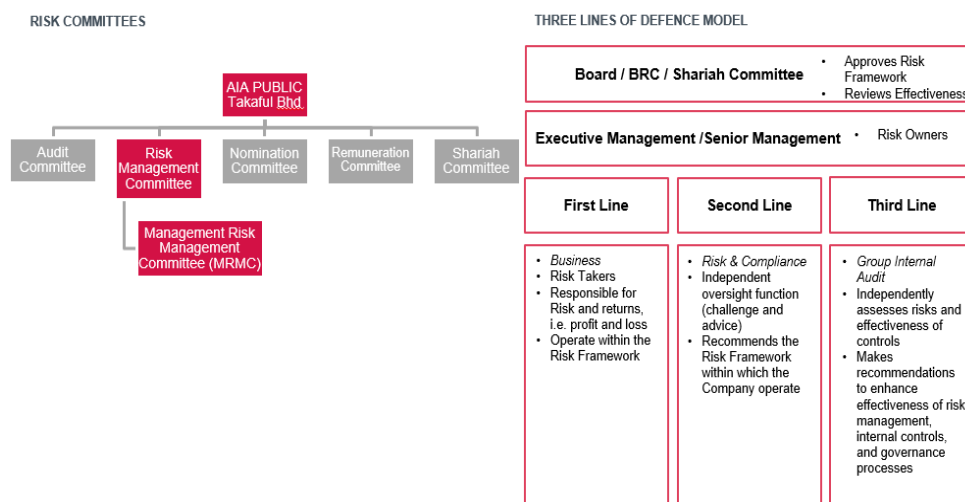 RISK COMMITTEES
AIA PUBLIC
Takaful Bhd.
Audit
Committee
Risk
Management
Committee
Nomination
Committee
Remuneration
Committee
Shariah
Committee
Management Risk
Management
Committee (MRMC)
THREE LINES OF DEFENCE MODEL
Board / BRC / Shariah Committee
• Approves Risk
Framework
• Reviews Effectiveness
Executive Management /Senior Management
• Risk Owners
First Line
Second Line
Third Line
• Business
• Risk Takers
• Responsible for
Risk and returns,
i.e. profit and loss
• Operate within the
Risk Framework
• Risk & Compliance
• Independent
oversight function
(challenge and
advice)
• Recommends the
Risk Framework
within which the
Company operate
• Group Internal
Audit
• Independently
assesses risks and
effectiveness of
controls
• Makes
recommendations
to enhance
effectiveness of risk
management,
internal controls,
and governance
processes